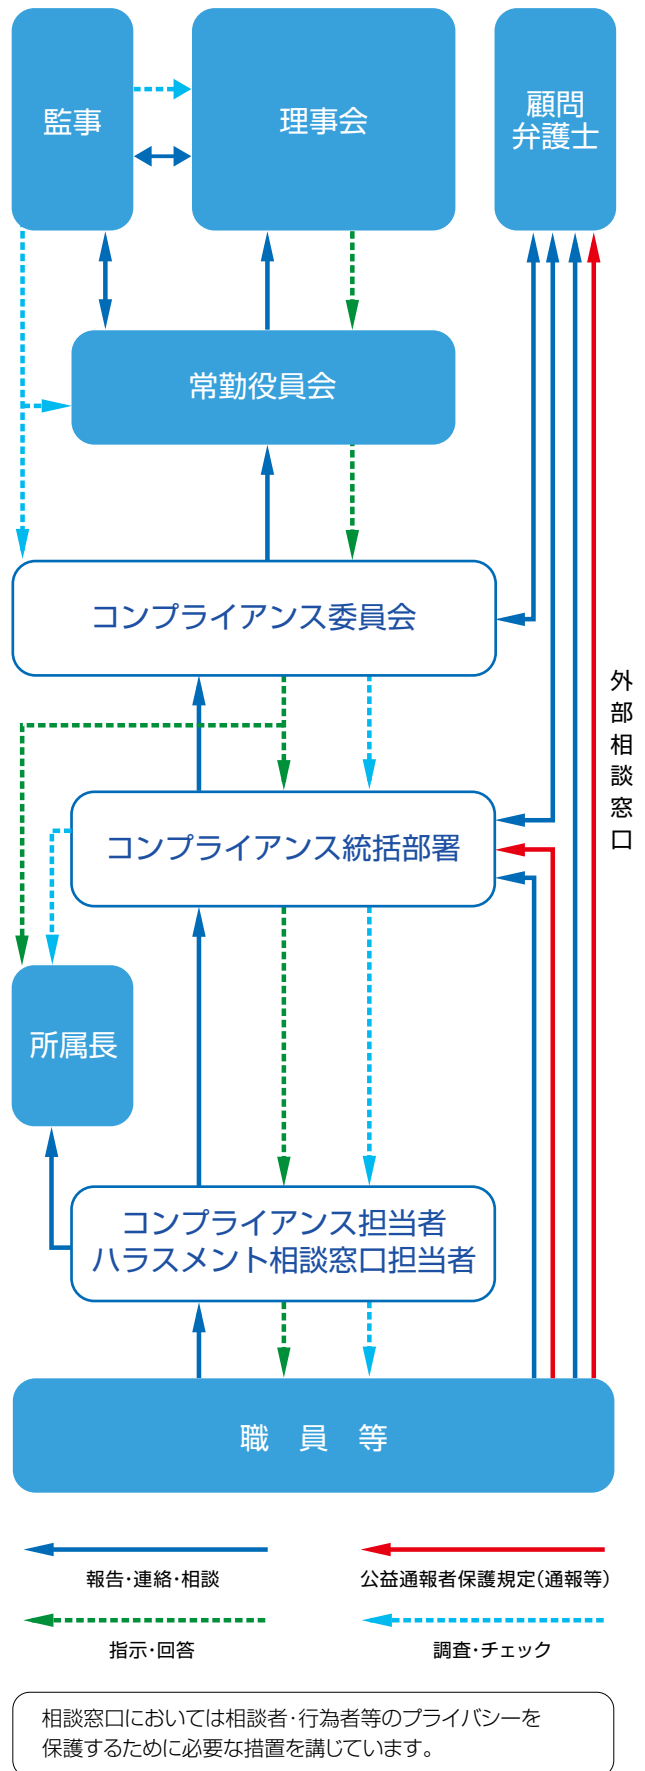 監事
理事会
顧問
弁護士
常勤役員会
コンプライアンス委員会
外部相談窓口
コンプライアンス統括部署
所属長
コンプライアンス担当者
ハラスメント相談窓口担当者
職　員　等
報告・連絡・相談
公益通報者保護規定(通報等)
指示・回答
調査・チェック
相談窓口においては相談者・行為者等のプライバシーを
保護するために必要な措置を講じています。